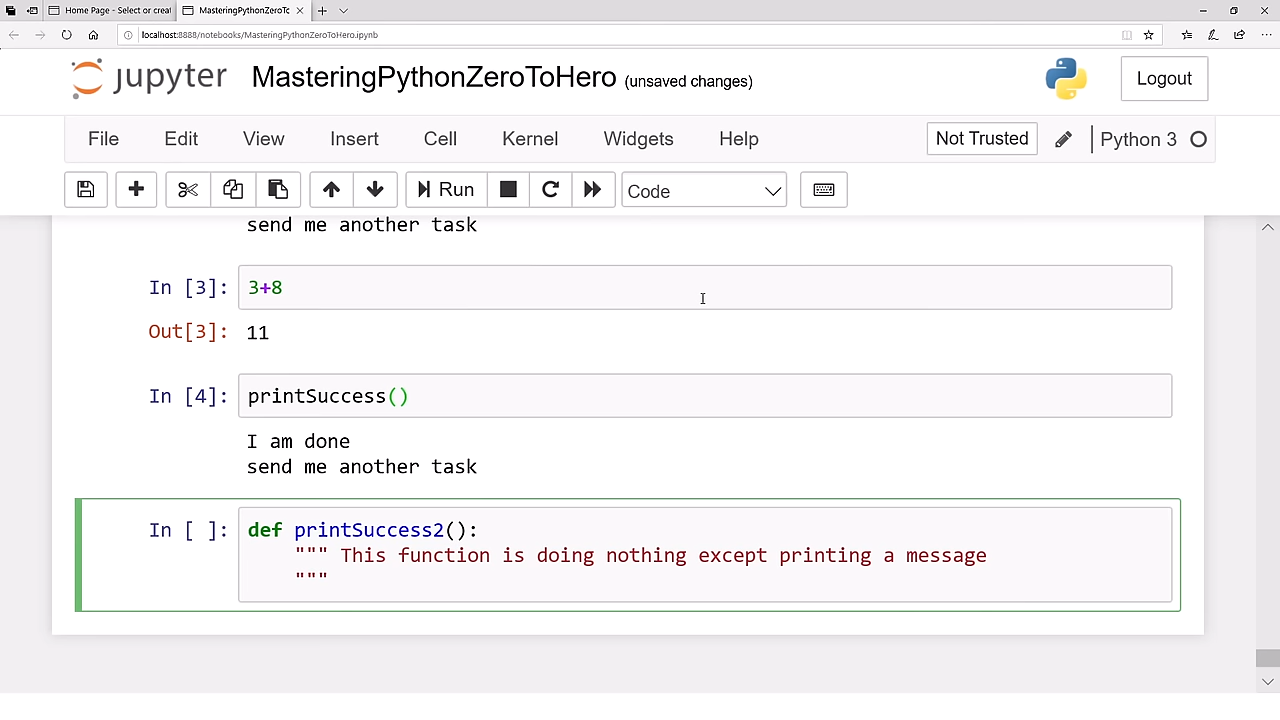 Home Page - Select or creat
MasteringPythonZeroTo
localhost:8888/notebooks/MasteringPythonZeroToHero.ipynb
jupyter MasteringPythonZeroToHero (unsaved changes)
Logout
File Edit View Insert Cell Kernel Widgets Help
Not Trusted
Python 3
Run
Code
send me another task
In [3]: 3+8
Out[3]: 11
In [4]: printSuccess()
I am done
send me another task
In [ ]: def printSuccess2():
""" This function is doing nothing except printing a message
"""